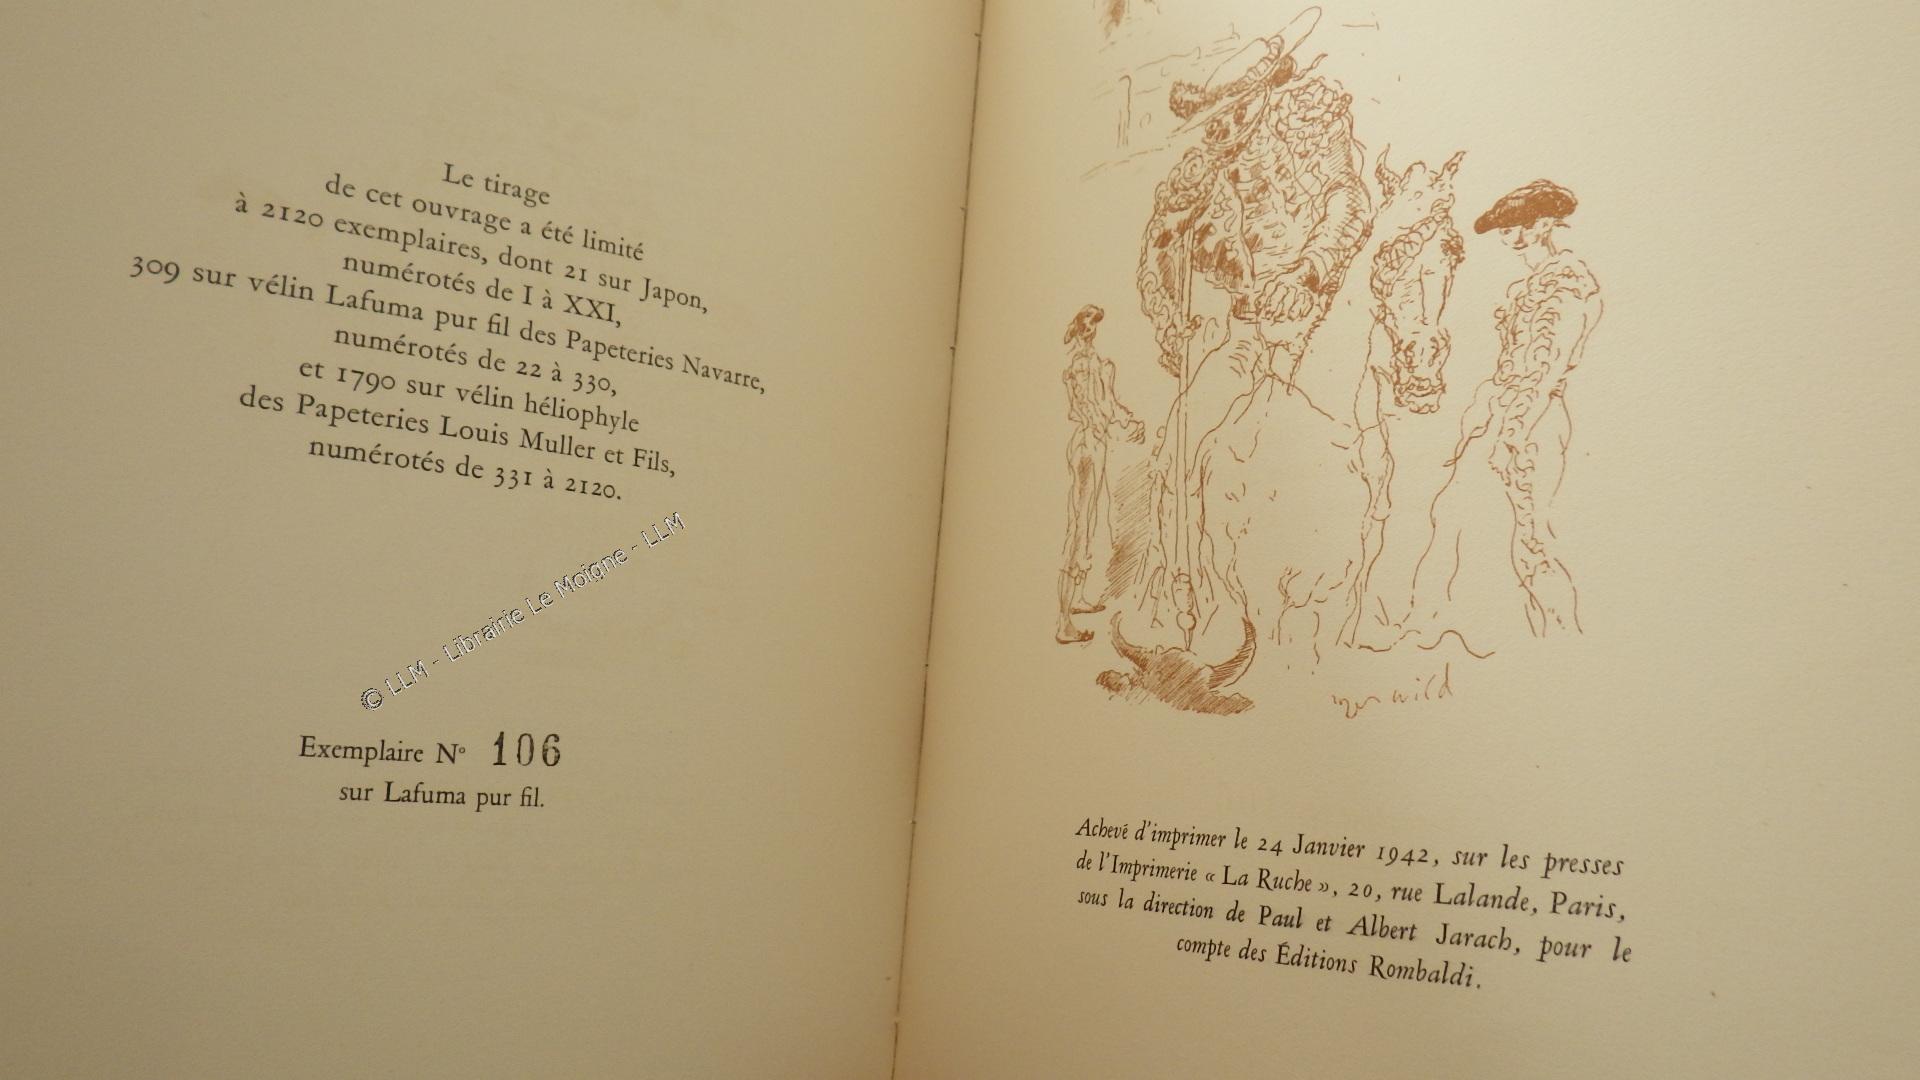 Le tirage
de cet ouvrage a été limité
à 2120 exemplaires, dont 21 sur Japon,
numérotés de I à XXI,
309 sur vélin Lafuma pur fil des Papeteries Navarre,
numérotés de 22 à 330,
et 1790 sur vélin héliophyle
des Papeteries Louis Muller et Fils,
numérotés de 331 à 2120.
© LLM - Librairie Le Moigne - LLM
Exemplaire N° 106
sur Lafuma pur fil.
Achevé d'imprimer le 24 Janvier 1942, sur les presses
de l'Imprimerie « La Ruche », 20, rue Lalande, Paris,
sous la direction de Paul et Albert Jarach, pour le
compte des Éditions Rombaldi.